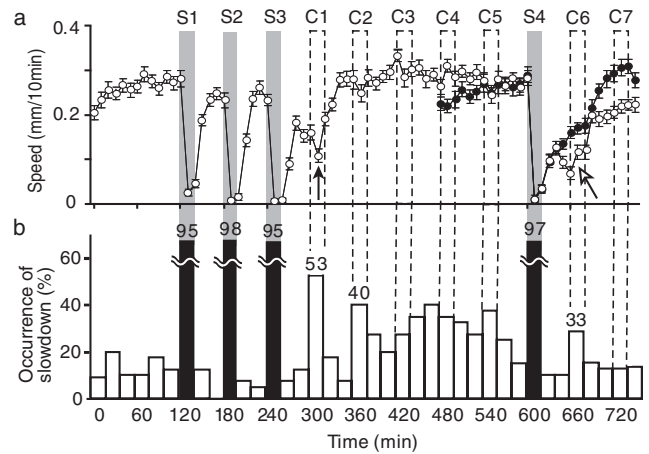 a
S1 S2 S3 C1 C2 C3 C4 C5 S4 C6 C7
0.4
0.2
0
Speed (mm/10min)
b
95 98 95 97
53
40
33
60
40
20
0
Occurrence of
slowdown (%)
0 60 120 180 240 300 360 420 480 540 600 660 720
Time (min)